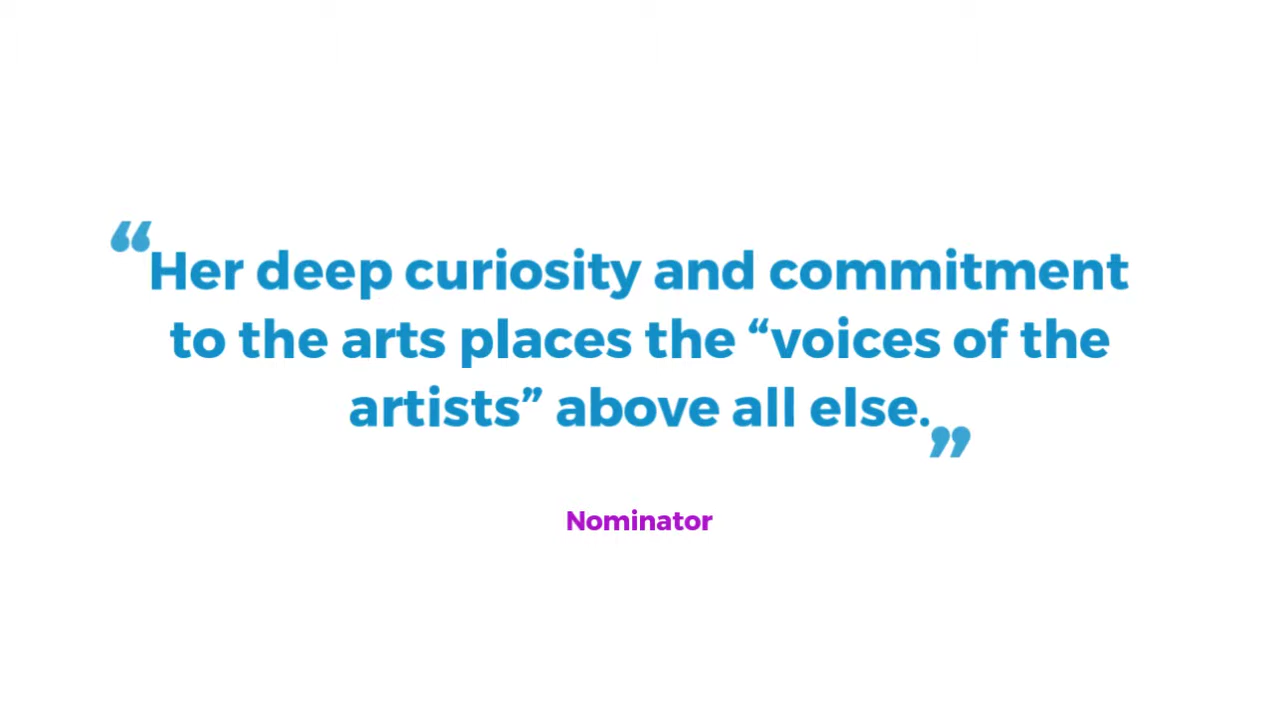 “Her deep curiosity and commitment
to the arts places the “voices of the
artists” above all else.”
Nominator